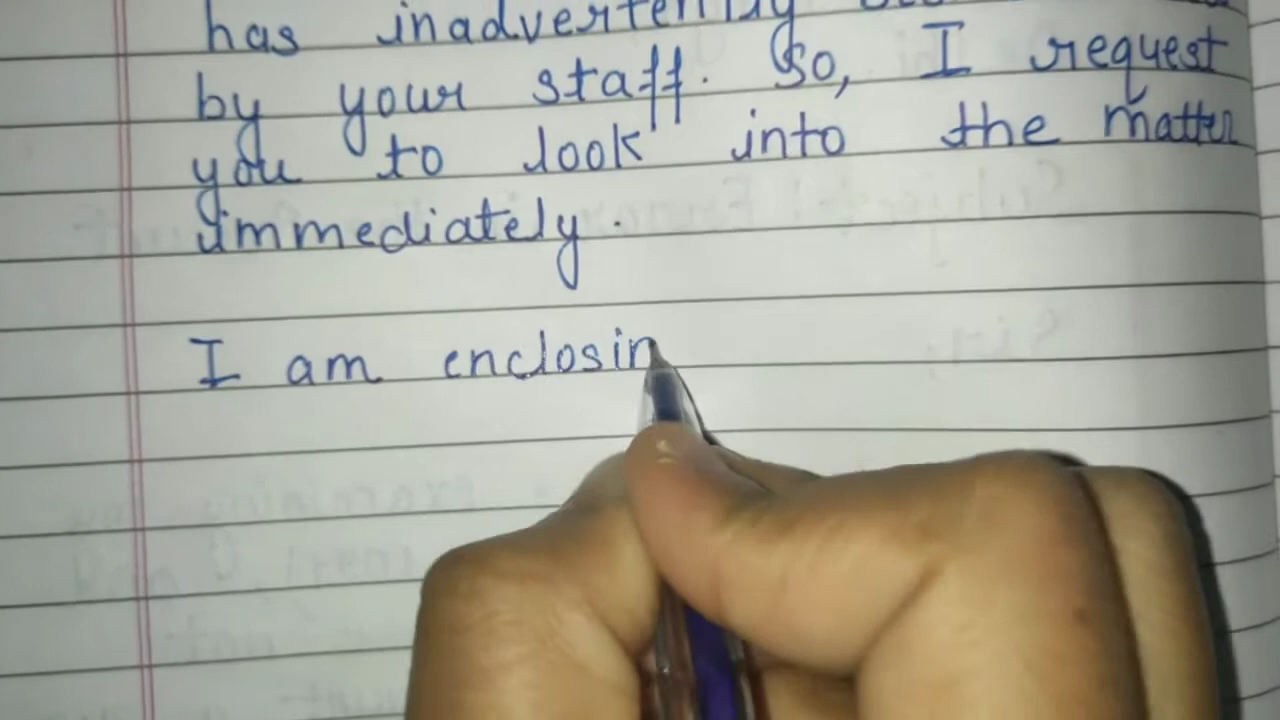 has inadvertently
by your staff. So, I request
you to look into the matter
immediately.
I am enclosin